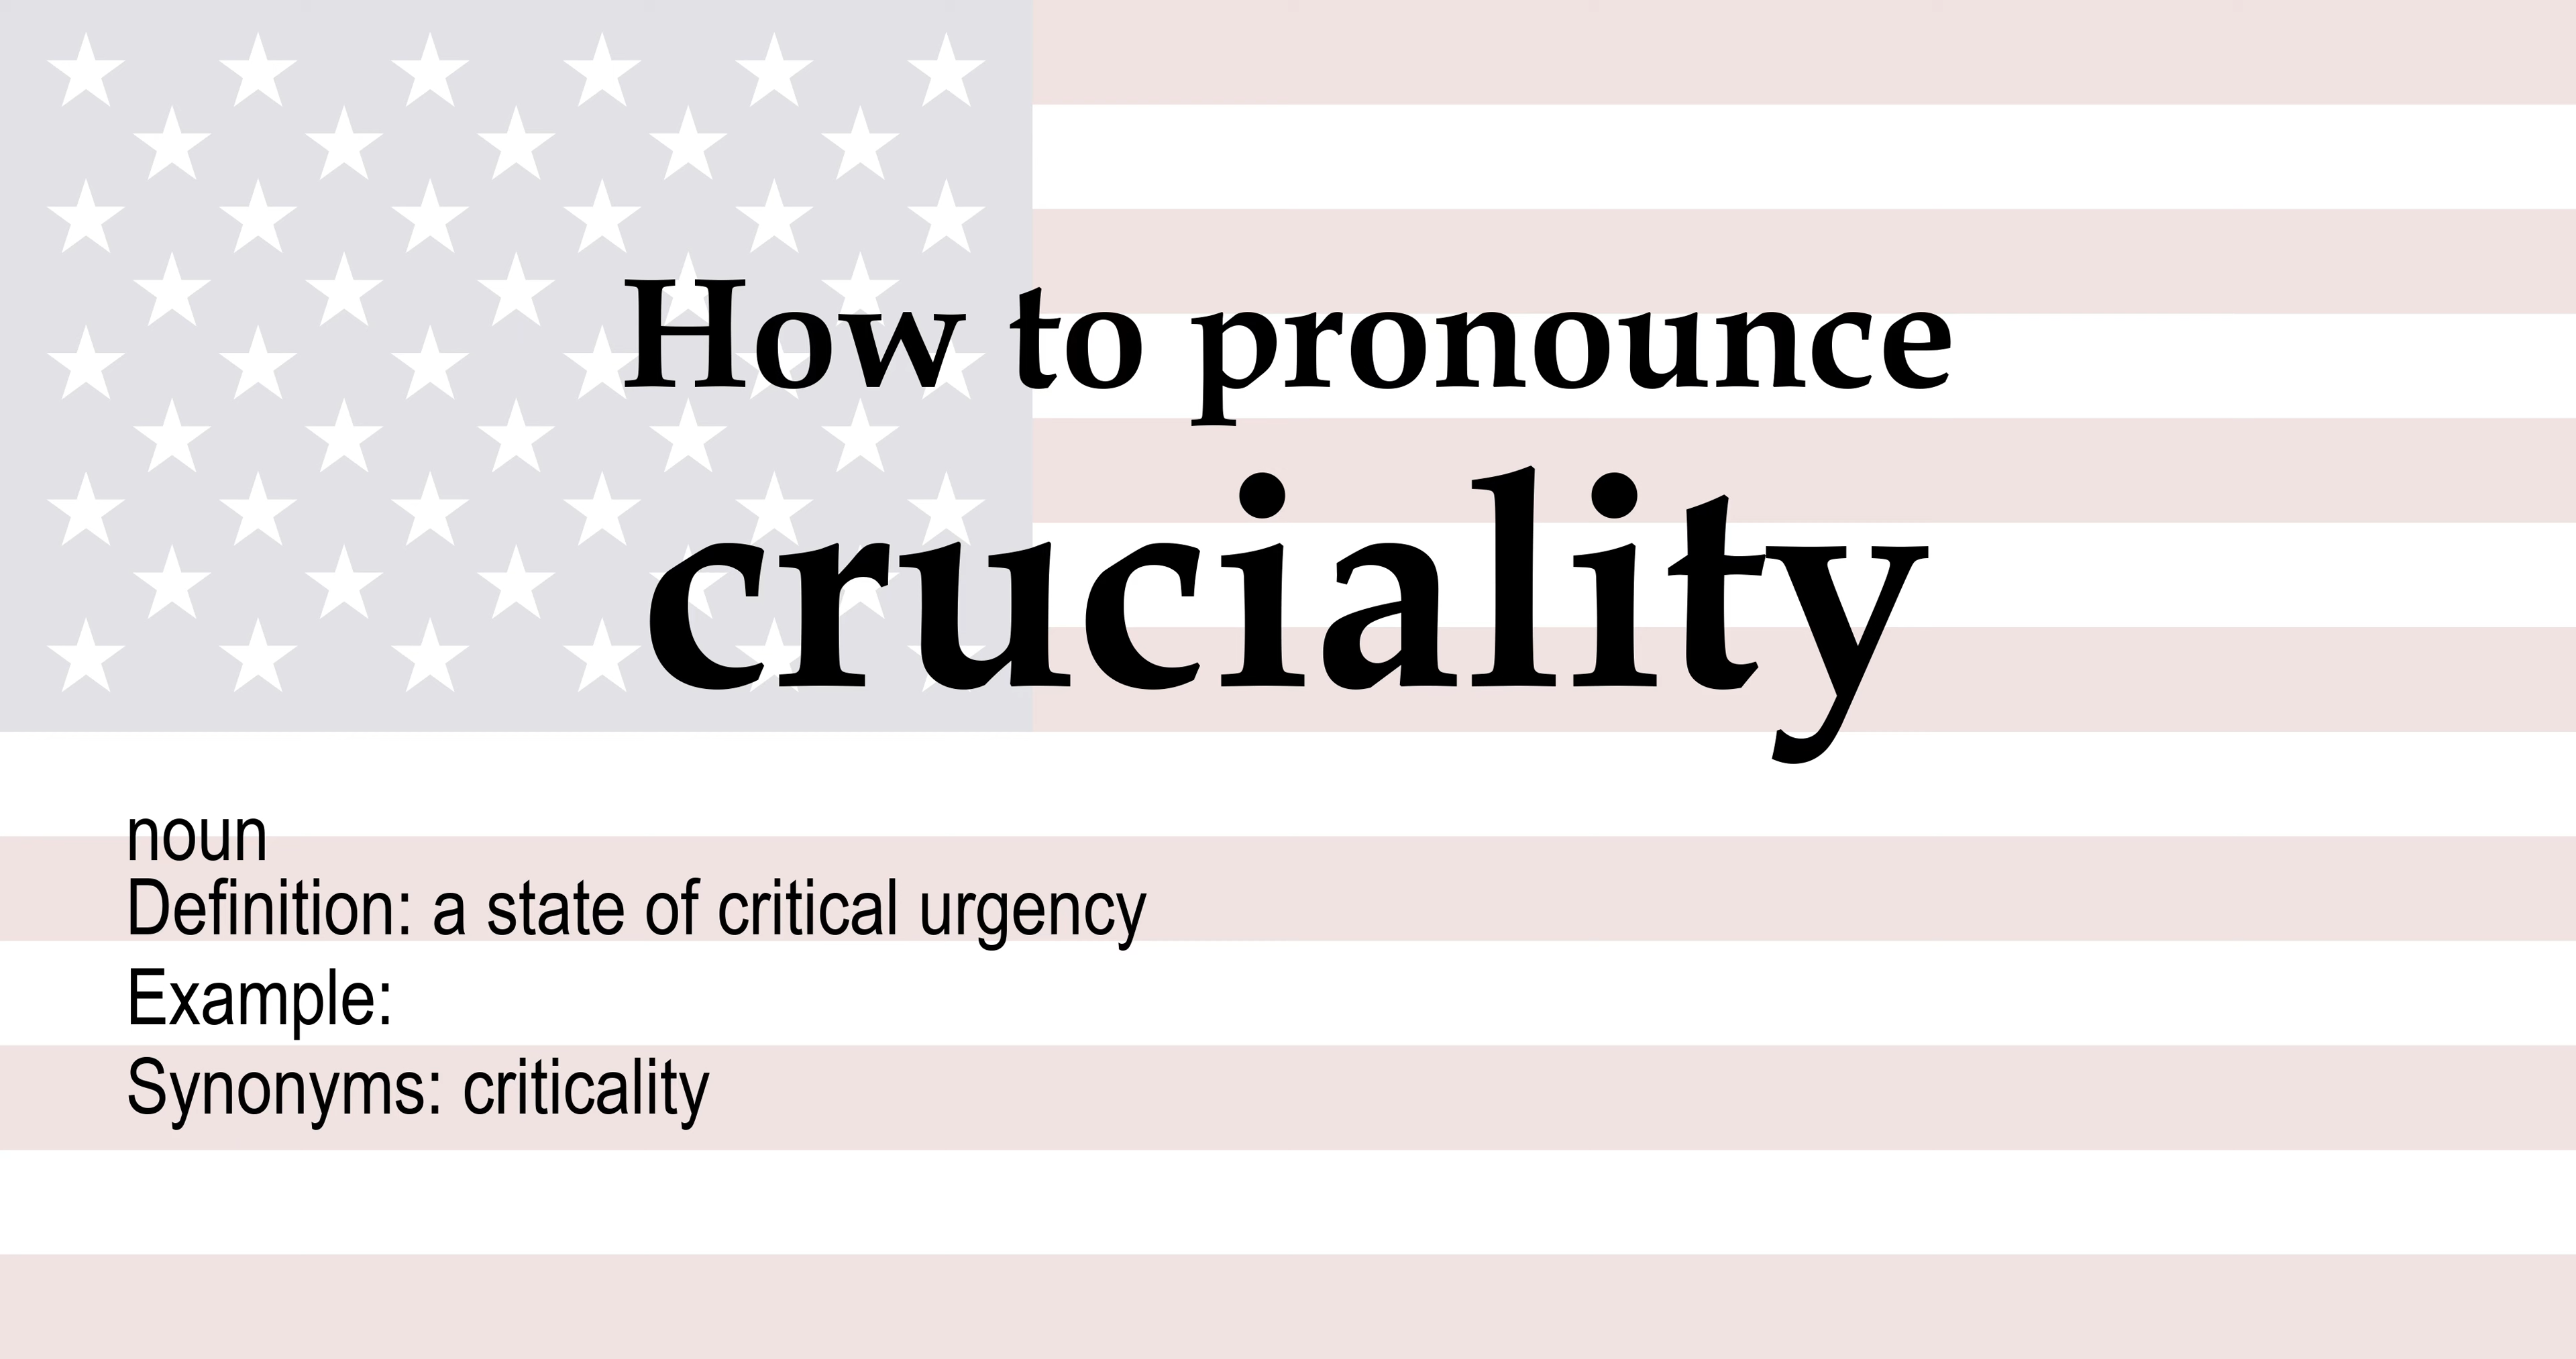 How to pronounce
cruciality
noun
Definition: a state of critical urgency
Example:
Synonyms: criticality